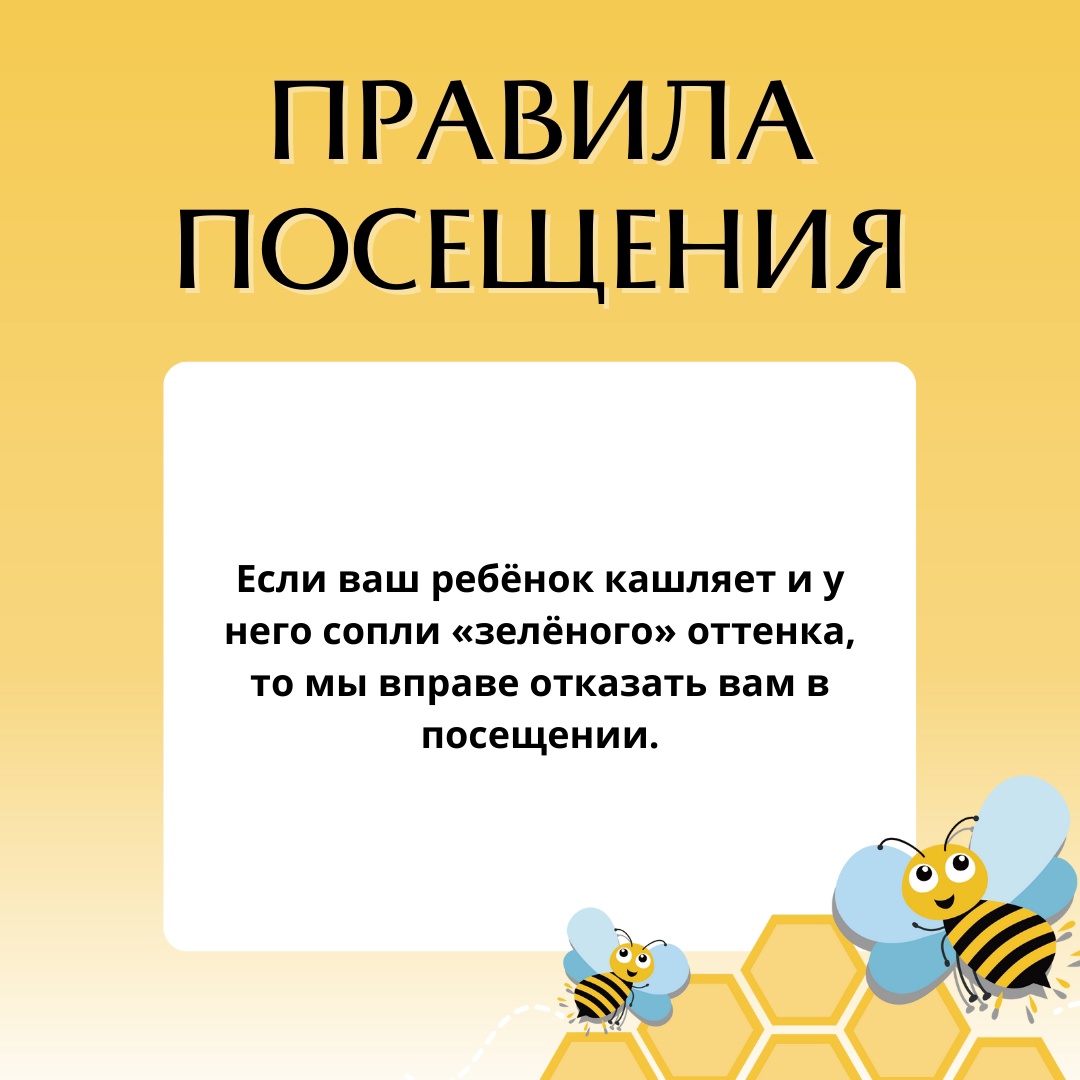 ПРАВИЛА
ПОСЕЩЕНИЯ
Если ваш ребёнок кашляет и у
него сопли «зелёного» оттенка,
то мы вправе отказать вам в
посещении.